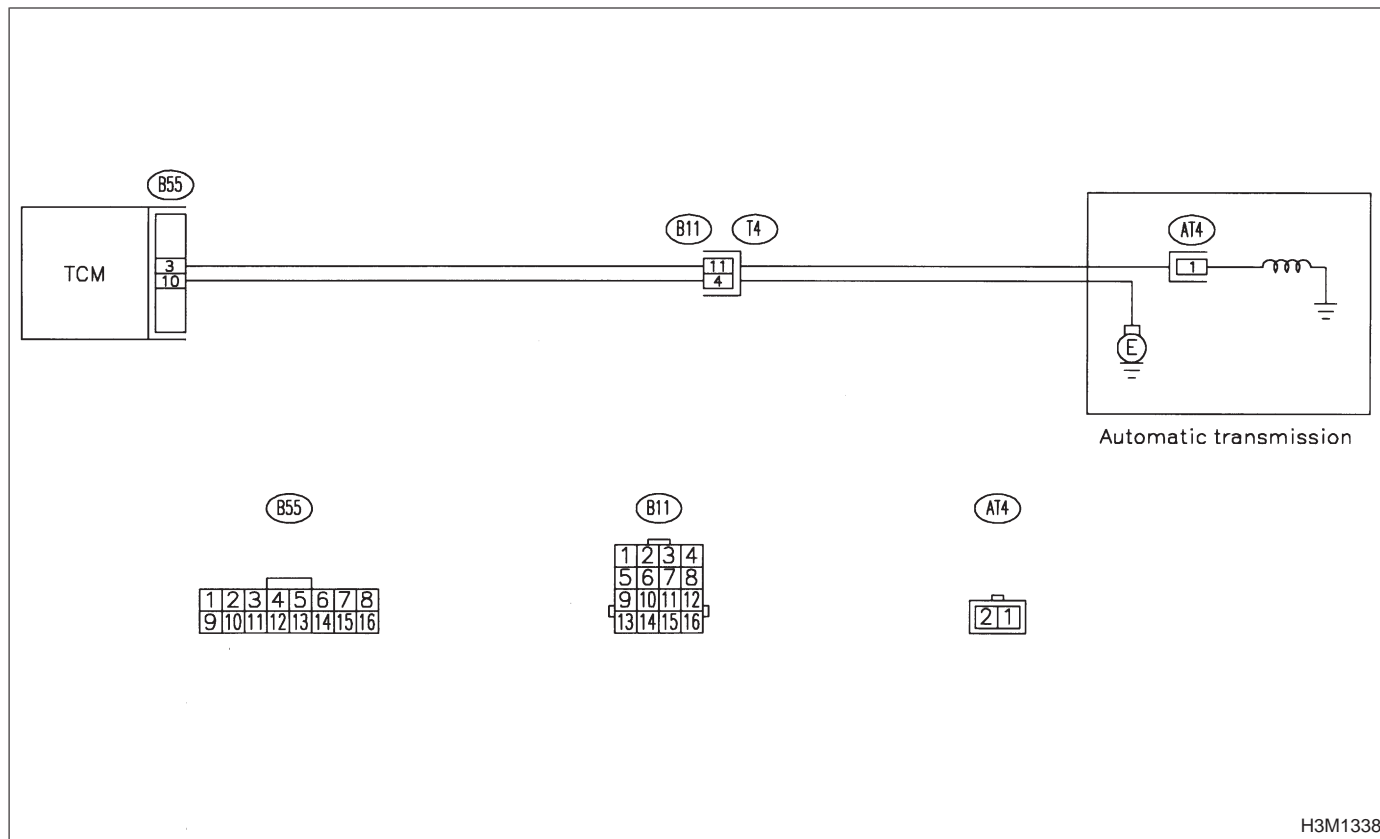 B55
TCM
3
10
B11 T4
11
4
AT4
1
E
Automatic transmission
B55
1 2 3 4 5 6 7 8
9 10 11 12 13 14 15 16
B11
1 2 3 4
5 6 7 8
9 10 11 12
13 14 15 16
AT4
2 1
H3M1338